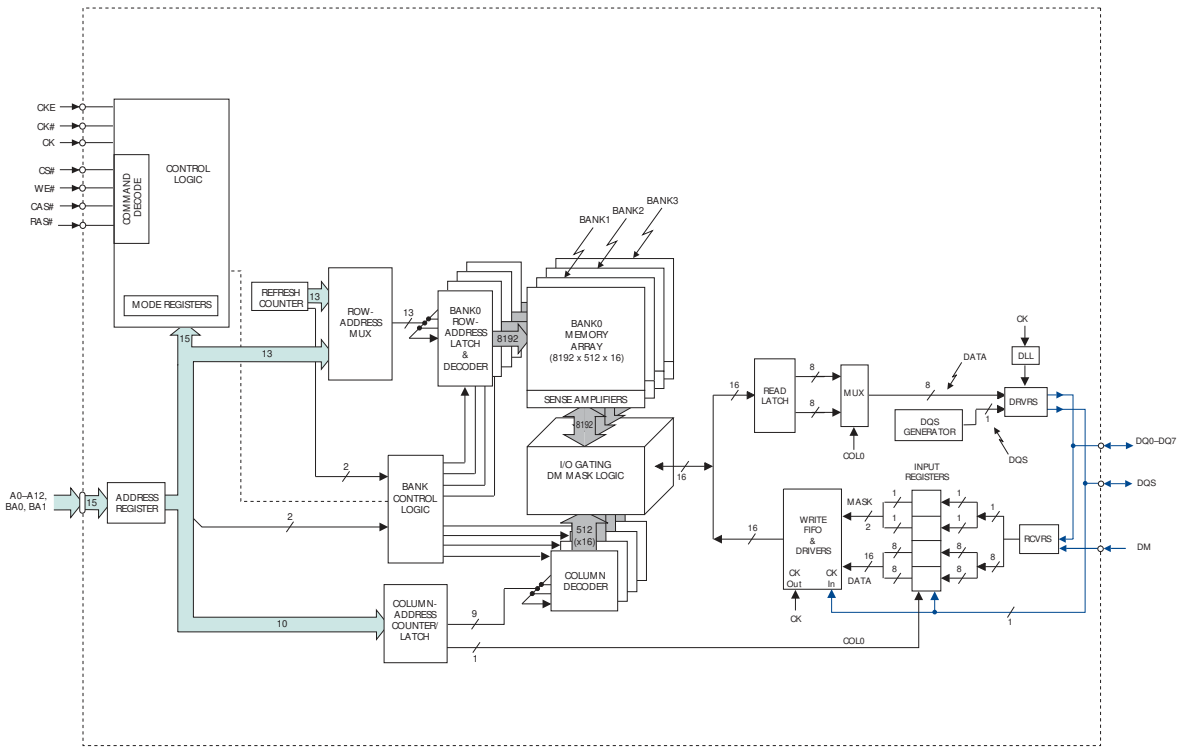 CKE
CK#
CK
CS#
WE#
CAS#
RAS#
COMMAND
DECODE
CONTROL
LOGIC
MODE REGISTERS
15
REFRESH
COUNTER
13
13
ROW-
ADDRESS
MUX
13
BANK0
ROW-
ADDRESS
LATCH
&
DECODER
8192
BANK1
BANK2
BANK3
BANK0
MEMORY
ARRAY
(8192 x 512 x 16)
SENSE AMPLIFIERS
8192
I/O GATING
DM MASK LOGIC
16
2
2
BANK
CONTROL
LOGIC
512
(x16)
COLUMN
DECODER
A0–A12,
BA0, BA1
15
ADDRESS
REGISTER
10
COLUMN-
ADDRESS
COUNTER/
LATCH
9
1
COL0
16
READ
LATCH
8
8
MUX
COL0
8
DATA
CK
DLL
DRVRS
DQS
GENERATOR
1
DQS
DQ0–DQ7
DQS
DM
INPUT
REGISTERS
16
WRITE
FIFO
&
DRIVERS
CK
Out
CK
In
CK
MASK
2
16
DATA
1
1
8
8
1
1
8
8
1
8
RCVRS
1